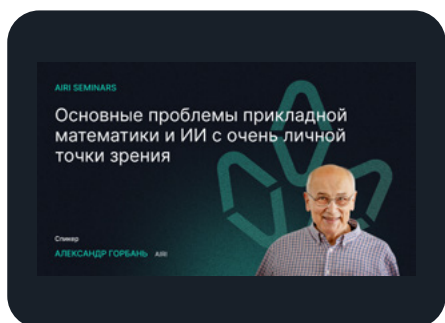 AIRI SEMINARS
Основные проблемы прикладной
математики и ИИ с очень личной
точки зрения
Спикер
АЛЕКСАНДР ГОРБАНЬ AIRI